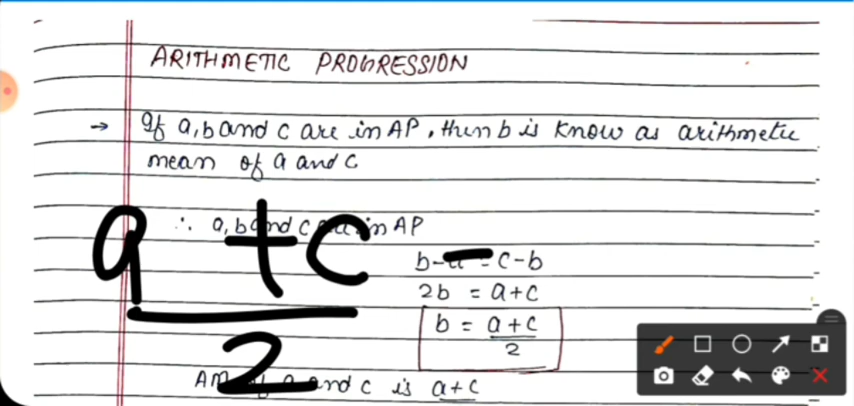 ARITHMETIC PROGRESSION
→ If a, b and c are in AP, then b is know as arithmetic
mean of a and c
∴ a, b and c in AP
b - a = c - b
2b = a + c
b = a + c
2
a + c
2
AM a and c is a + c